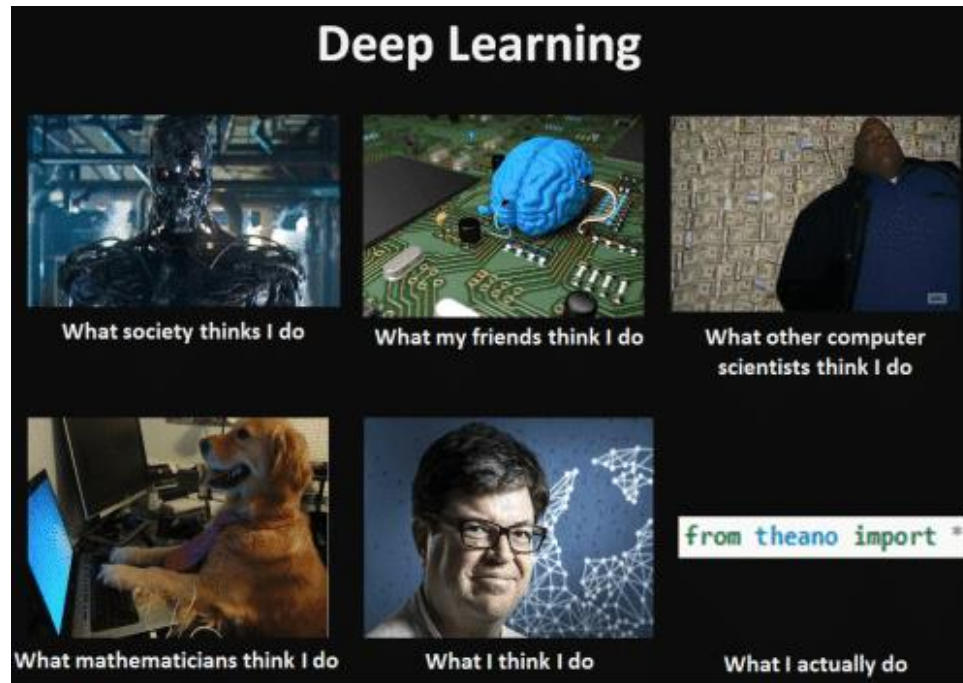 Deep Learning
What society thinks I do
What my friends think I do
What other computer
scientists think I do
What mathematicians think I do
What I think I do
from theano import *
What I actually do